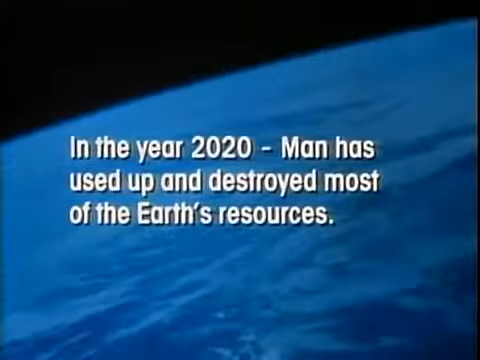 In the year 2020 - Man has
used up and destroyed most
of the Earth's resources.